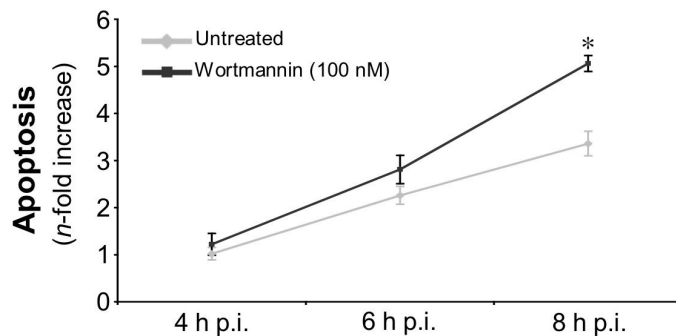 6
5
4
3
2
1
0
Apoptosis
(n-fold increase)
Untreated
Wortmannin (100 nM)
*
4 h p.i.
6 h p.i.
8 h p.i.